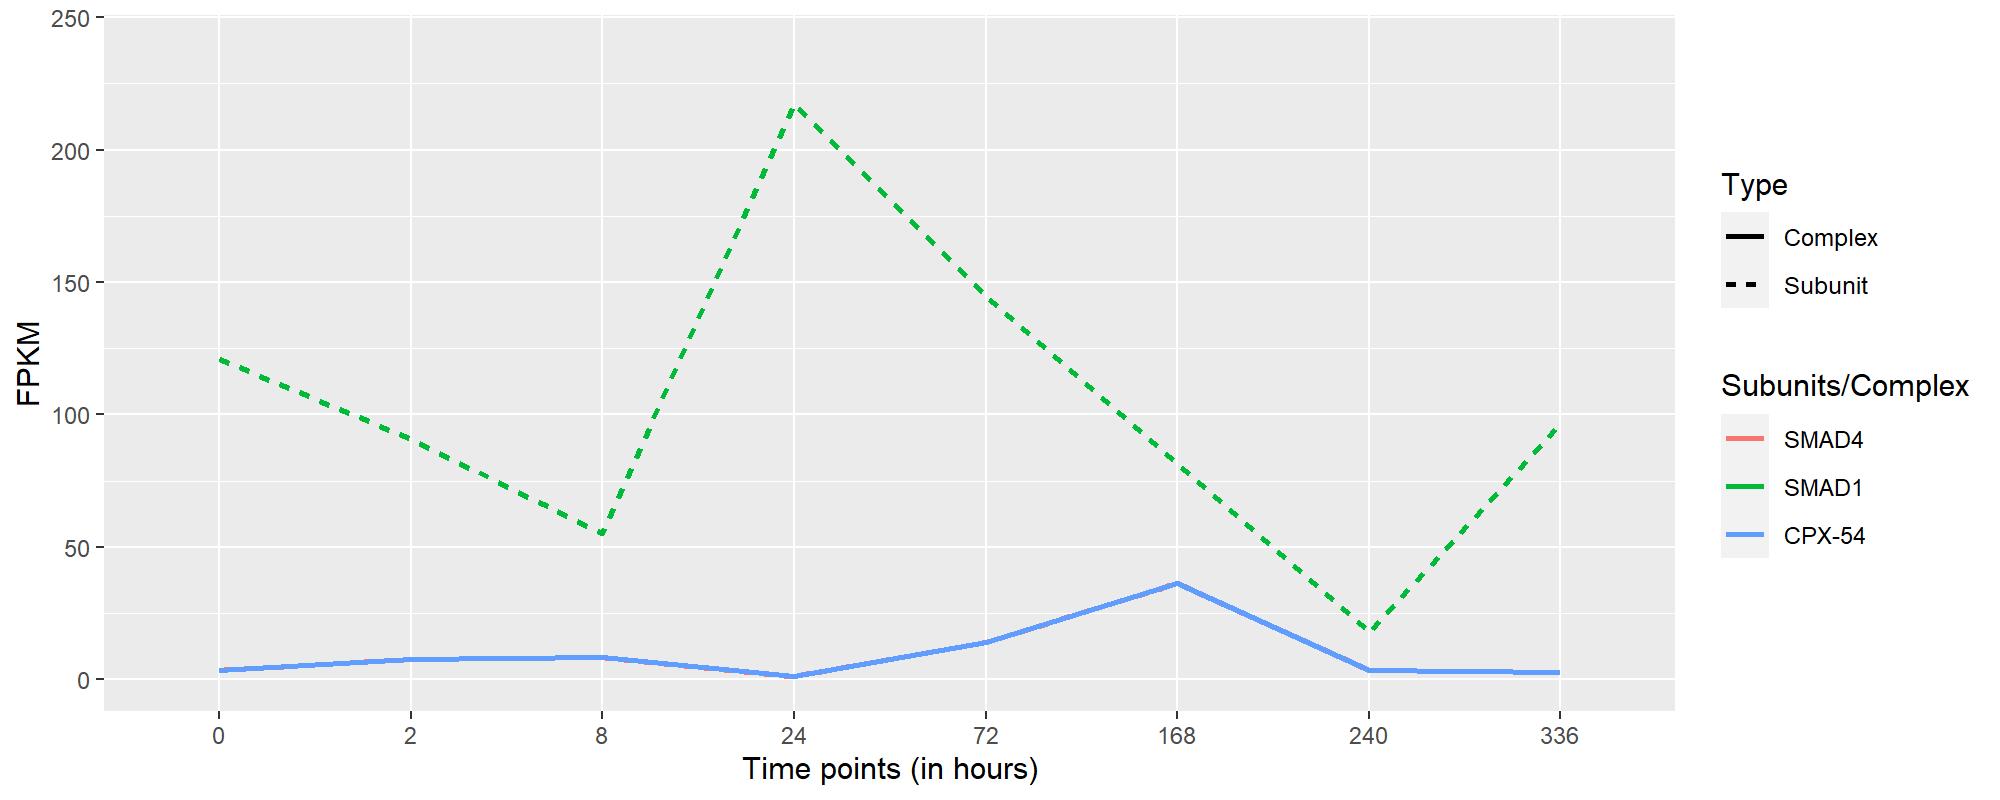 250
200
150
100
50
0
FPKM
0 2 8 24 72 168 240 336
Time points (in hours)
Type
Complex
Subunit
Subunits/Complex
SMAD4
SMAD1
CPX-54